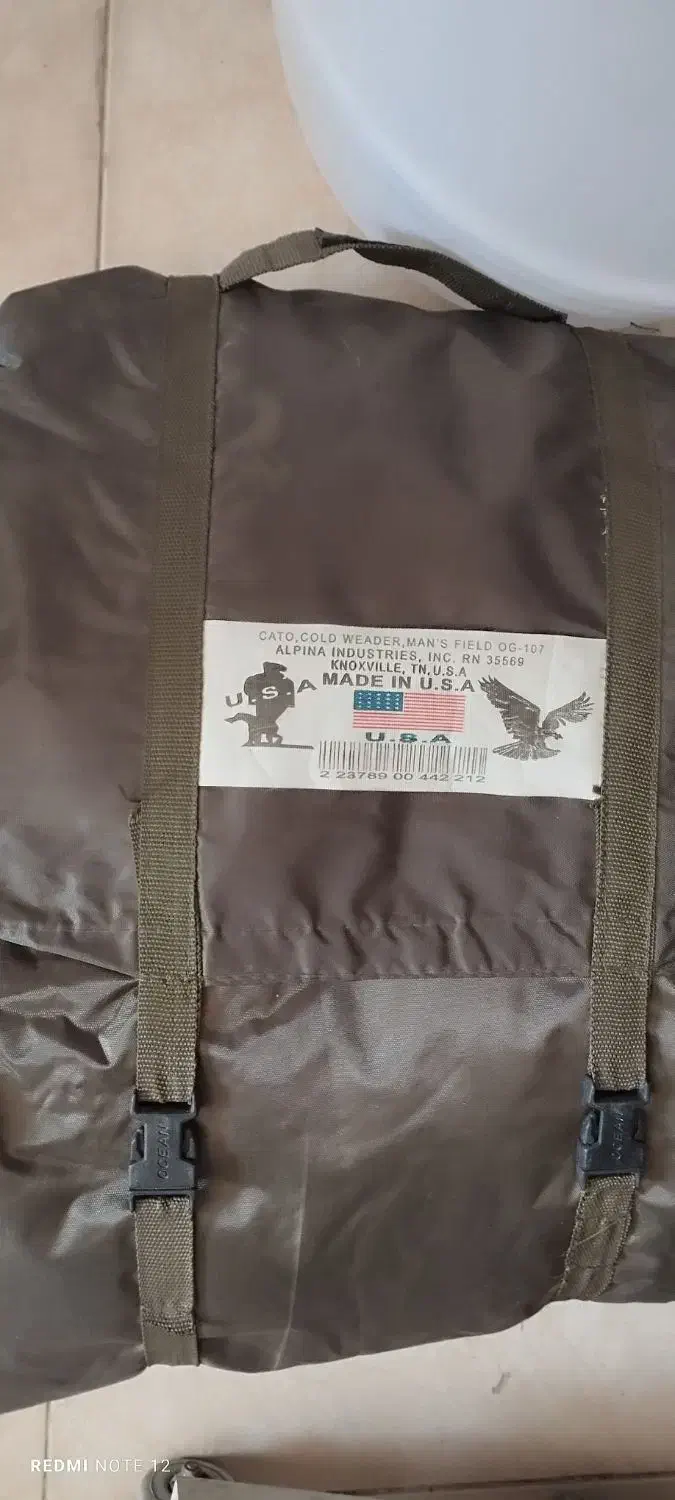 CATO,COLD WEADER,MAN'S FIELD OG-107
ALPINA INDUSTRIES, INC. RN 35569
KNOXVILLE, TN,U.S.A
MADE IN U.S.A
U S A
U.S.A
2 23789 00 442 212
OCEAN
OCEAN
REDMI NOTE 12